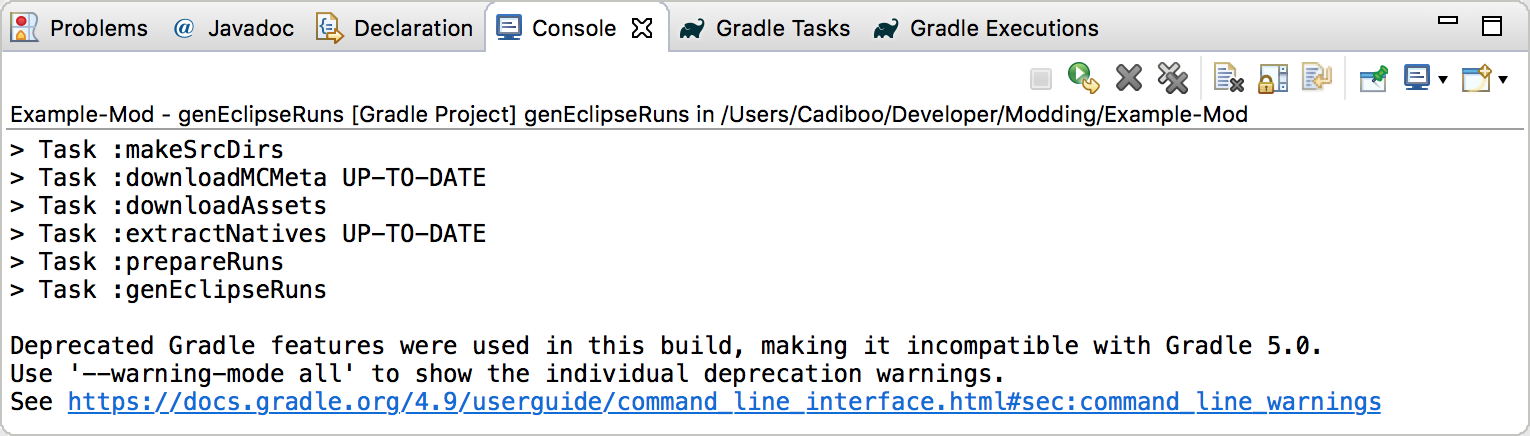 Problems @ Javadoc Declaration Console Gradle Tasks Gradle Executions
Example-Mod - genEclipseRuns [Gradle Project] genEclipseRuns in /Users/Cadiboo/Developer/Modding/Example-Mod
> Task :makeSrcDirs
> Task :downloadMCMeta UP-TO-DATE
> Task :downloadAssets
> Task :extractNatives UP-TO-DATE
> Task :prepareRuns
> Task :genEclipseRuns
Deprecated Gradle features were used in this build, making it incompatible with Gradle 5.0.
Use '--warning-mode all' to show the individual deprecation warnings.
See https://docs.gradle.org/4.9/userguide/command_line_interface.html#sec:command_line_warnings